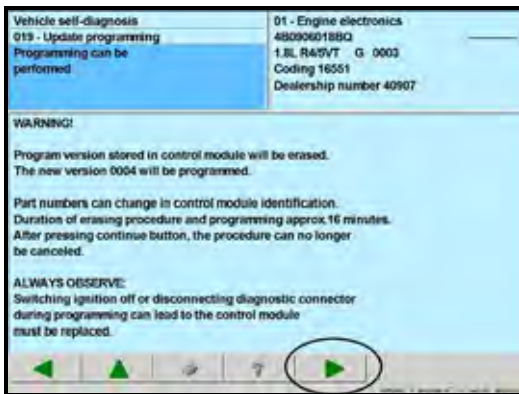 Vehicle self-diagnosis
019 - Update programming
Programming can be
performed
01 - Engine electronics
4B0906018BQ
1.8L R4/5VT G 0003
Coding 16551
Dealership number 40907
WARNING!
Program version stored in control module will be erased.
The new version 0004 will be programmed.
Part numbers can change in control module identification.
Duration of erasing procedure and programming approx.16 minutes.
After pressing continue button, the procedure can no longer
be canceled.
ALWAYS OBSERVE:
Switching ignition off or disconnecting diagnostic connector
during programming can lead to the control module
must be replaced.
?